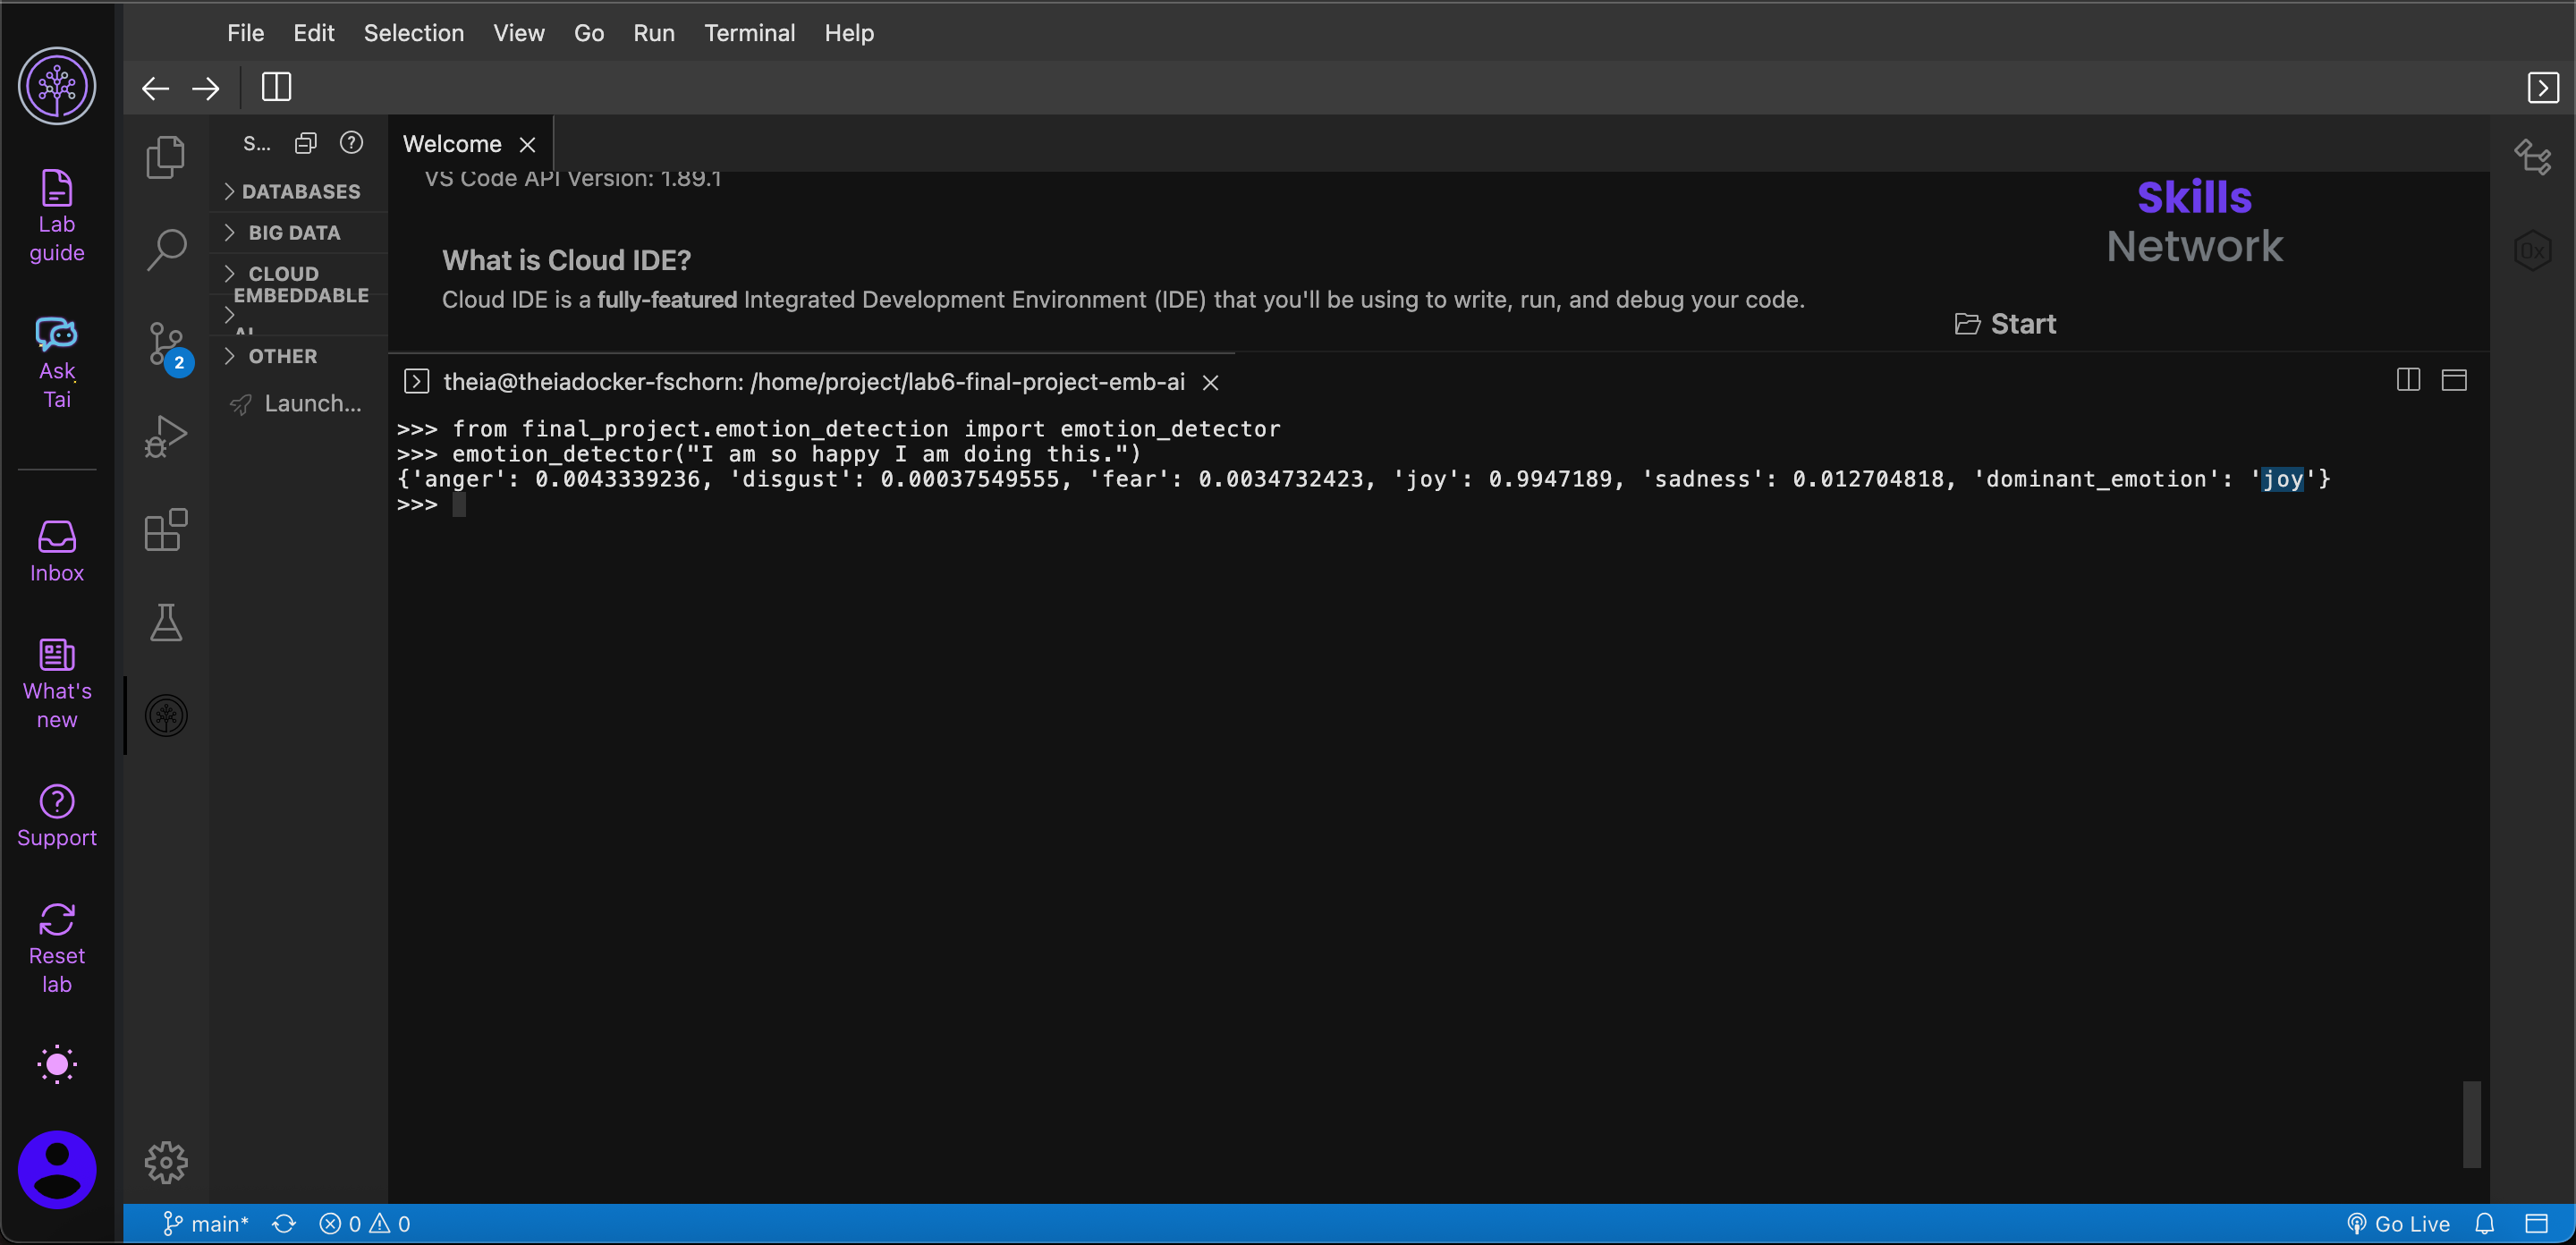 File Edit Selection View Go Run Terminal Help
Lab
guide
Ask
Tai
Inbox
What's
new
Support
Reset
lab
S...
DATABASES
BIG DATA
CLOUD
EMBEDDABLE
AI
OTHER
Launch...
2
Welcome
VS Code API Version: 1.89.1
What is Cloud IDE?
Cloud IDE is a fully-featured Integrated Development Environment (IDE) that you'll be using to write, run, and debug your code.
Skills
Network
Start
0x
theia@theiadocker-fschorn: /home/project/lab6-final-project-emb-ai
>>> from final_project.emotion_detection import emotion_detector
>>> emotion_detector("I am so happy I am doing this.")
{'anger': 0.0043339236, 'disgust': 0.00037549555, 'fear': 0.0034732423, 'joy': 0.9947189, 'sadness': 0.012704818, 'dominant_emotion': 'joy'}
>>>
main* 0 0
Go Live